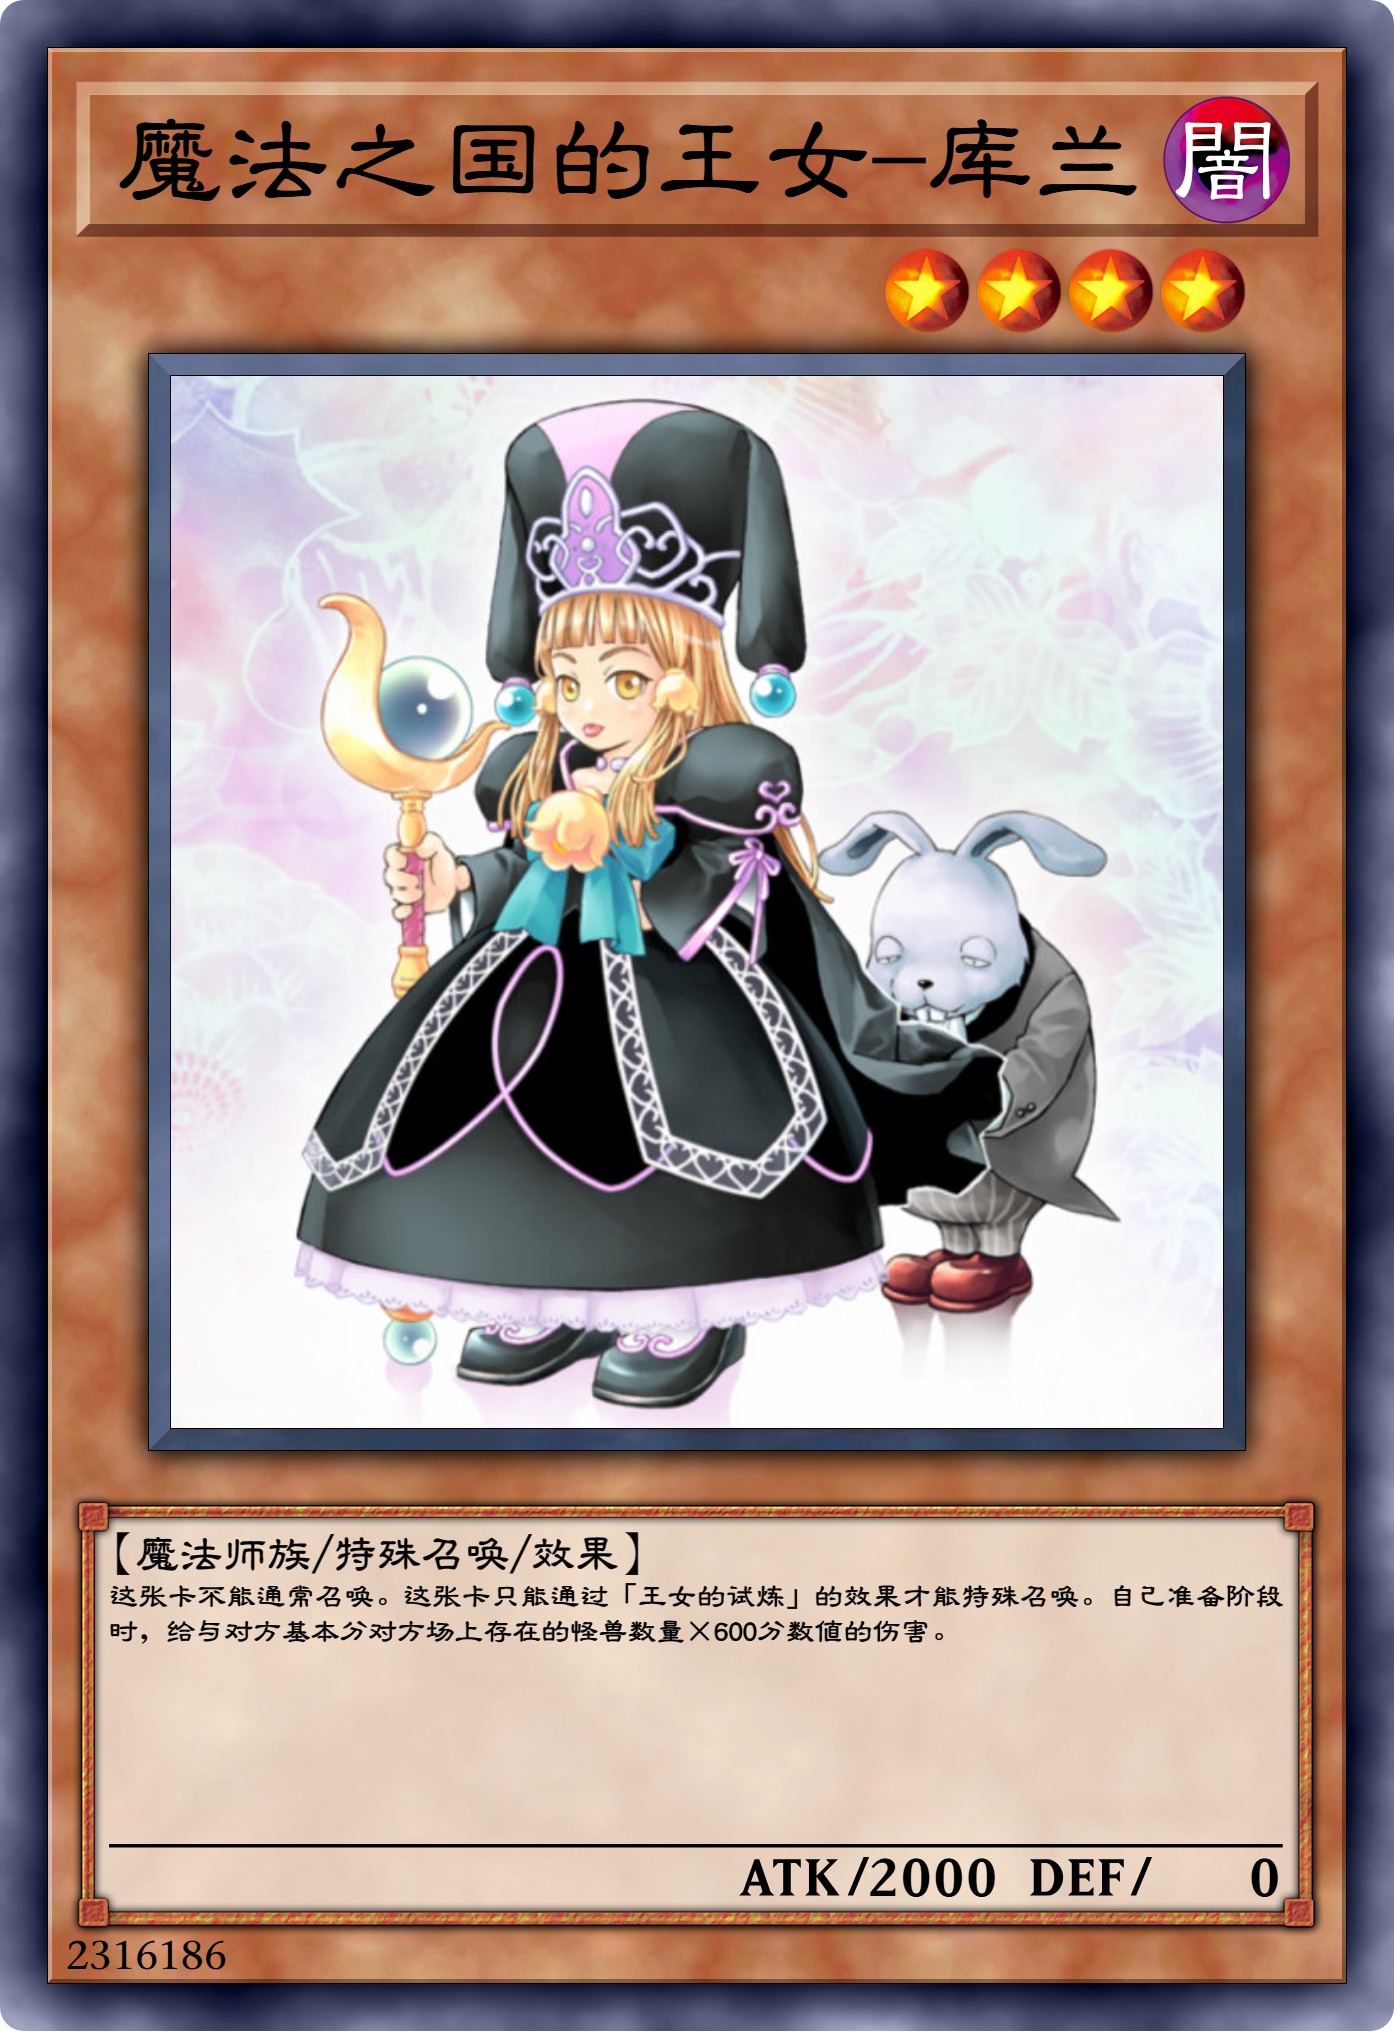 魔法之国的王女-库兰
闇
【魔法师族/特殊召唤/效果】
这张卡不能通常召唤。这张卡只能通过「王女的试炼」的效果才能特殊召唤。自己准备阶段
时，给与对方基本分对方场上存在的怪兽数量×600分数值的伤害。
ATK/2000 DEF/ 0
2316186